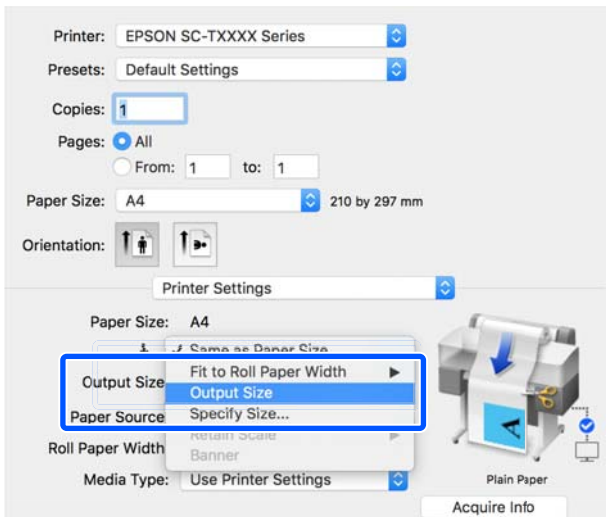 Printer: EPSON SC-TXXXX Series
Presets: Default Settings
Copies: 1
Pages: All
From: 1 to: 1
Paper Size: A4 210 by 297 mm
Orientation:
Printer Settings
Paper Size: A4
Same as Paper Size
Fit to Roll Paper Width
Output Size Output Size
Paper Source Specify Size...
Retain Scale
Roll Paper Width Banner
Media Type: Use Printer Settings
Plain Paper
Acquire Info